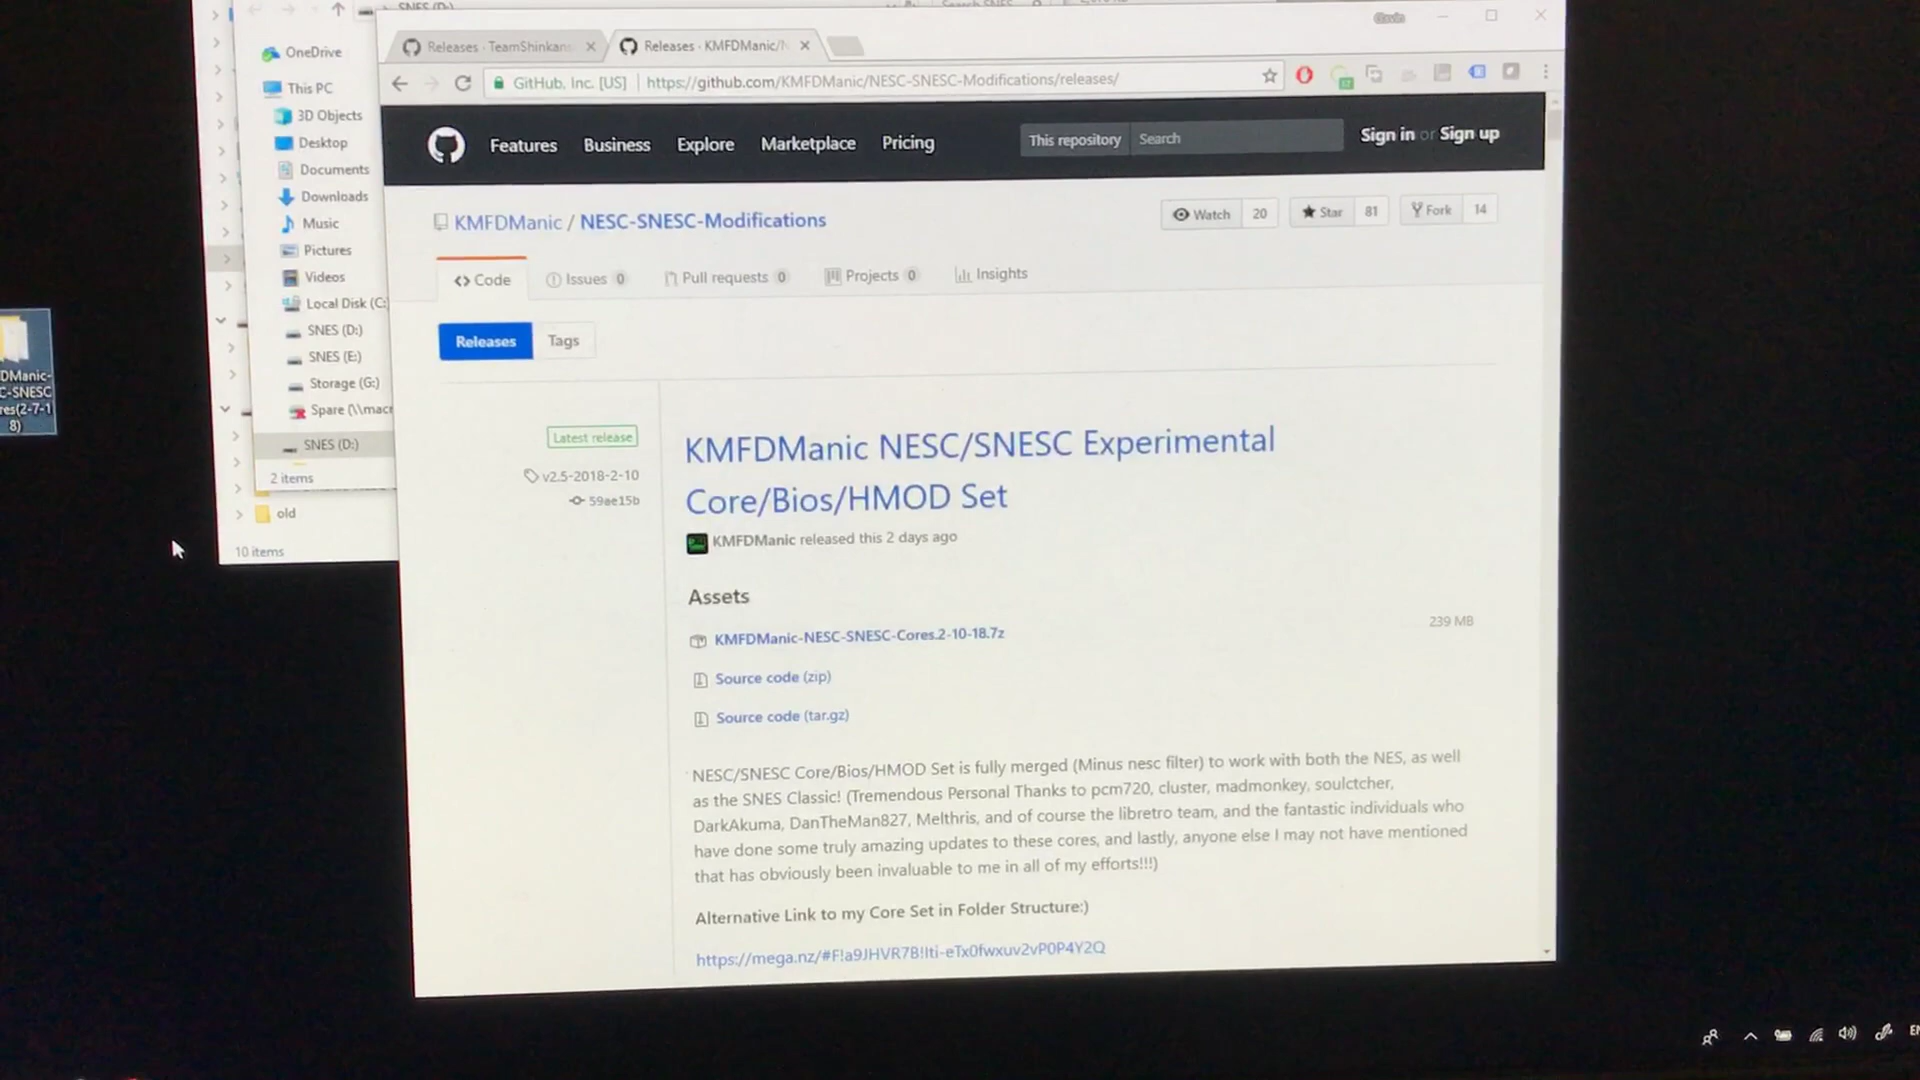 SNES (D:)
Releases · TeamShinkans
Releases · KMFDManic/N
GitHub, Inc. [US]
https://github.com/KMFDManic/NESC-SNESC-Modifications/releases/
Features
Business
Explore
Marketplace
Pricing
This repository
Search
Sign in or Sign up
KMFDManic / NESC-SNESC-Modifications
Watch 20
Star 81
Fork 14
Code
Issues 0
Pull requests 0
Projects 0
Insights
Releases
Tags
Latest release
v2.5-2018-2-10
59ae15b
KMFDManic NESC/SNESC Experimental
Core/Bios/HMOD Set
KMFDManic released this 2 days ago
Assets
KMFDManic-NESC-SNESC-Cores.2-10-18.7z
239 MB
Source code (zip)
Source code (tar.gz)
NESC/SNESC Core/Bios/HMOD Set is fully merged (Minus nesc filter) to work with both the NES, as well
as the SNES Classic! (Tremendous Personal Thanks to pcm720, cluster, madmonkey, soulctcher,
DarkAkuma, DanTheMan827, Melthris, and of course the libretro team, and the fantastic individuals who
have done some truly amazing updates to these cores, and lastly, anyone else I may not have mentioned
that has obviously been invaluable to me in all of my efforts!!!)
Alternative Link to my Core Set in Folder Structure:)
https://mega.nz/#F!a9JHVR7B!Iti-eTx0fwxuv2vP0P4Y2Q
OneDrive
This PC
3D Objects
Desktop
Documents
Downloads
Music
Pictures
Videos
Local Disk (C:
SNES (D:)
SNES (E:)
Storage (G:)
Spare (\\macr
SNES (D:)
2 items
old
10 items
DManic-
C-SNESC
res(2-7-1
8)